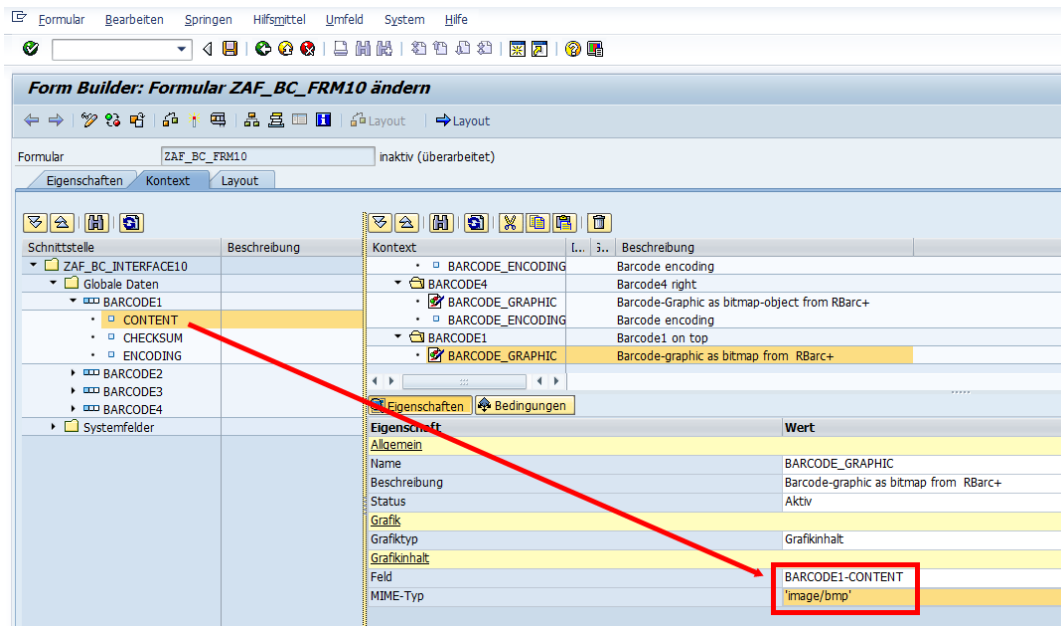 Formular Bearbeiten Springen Hilfsmittel Umfeld System Hilfe
Form Builder: Formular ZAF_BC_FRM10 ändern
Layout Layout
Formular ZAF_BC_FRM10 inaktiv (überarbeitet)
Eigenschaften Kontext Layout
Schnittstelle Beschreibung Kontext I... B... Beschreibung
ZAF_BC_INTERFACE10 BARCODE_ENCODING Barcode encoding
Globale Daten BARCODE4 Barcode4 right
BARCODE1 BARCODE_GRAPHIC Barcode-Graphic as bitmap-object from RBarc+
CONTENT BARCODE_ENCODING Barcode encoding
CHECKSUM BARCODE1 Barcode1 on top
ENCODING BARCODE_GRAPHIC Barcode-graphic as bitmap from RBarc+
BARCODE2
BARCODE3
BARCODE4 Eigenschaften Bedingungen
Systemfelder Eigenschaft Wert
Allgemein
Name BARCODE_GRAPHIC
Beschreibung Barcode-graphic as bitmap from RBarc+
Status Aktiv
Grafik
Grafiktyp Grafikinhalt
Grafikinhalt
Feld BARCODE1-CONTENT
MIME-Typ 'image/bmp'